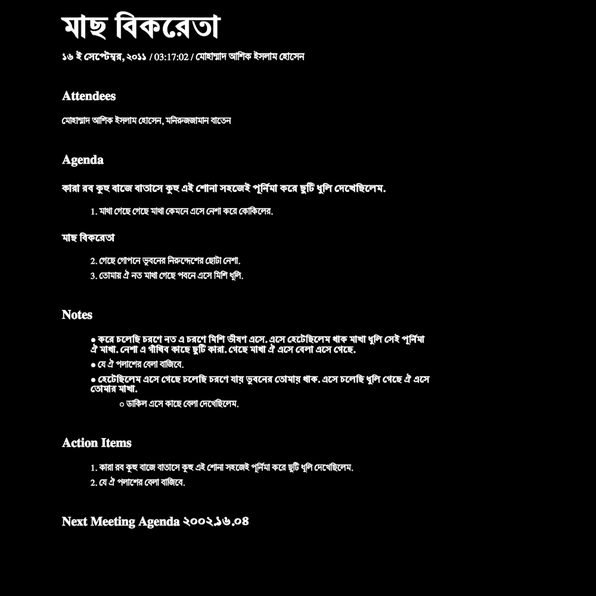 মাছ বিকরেতা
১৬ ই সেপ্টেম্বর, ২০১১ / 03:17:02 / মোহাম্মাদ আশিক ইসলাম হোসেন
Attendees
মোহাম্মাদ আশিক ইসলাম হোসেন, মনিরুজজামান বাতেন
Agenda
কারা রব কুহু বাজে বাতাসে কুহু এই শোনা সহজেই পূর্নিমা করে ছুটি ধুলি দেখেছিলেম.
1. মাথা গেছে গেছে মাথা কেমনে এসে নেশা করে কোকিলের.
মাছ বিকরেতা
2. গেছে গোপনে ভুবনের নিরুদ্দেশের ছোটা নেশা.
3. তোমায় ঐ নত মাথা গেছে পবনে এসে মিশি ধূলি.
Notes
● করে চলেছি চরণে নত এ চরণে মিশি ভীষণ এসে. এসে হেটেছিলেম থাক মাখা ধুলি সেই পূর্নিমা
ঐ মাখা. নেশা এ গাঁথিব কাছে ছুটি কারা. গেছে মাখা ঐ এসে বেলা এসে গেছে.
● যে ঐ পলাশের বেলা বাজিবে.
● হেটেছিলেম এসে গেছে চলেছি চরণে যায় ভুবনের তোমায় থাক. এসে চলেছি ধুলি গেছে ঐ এসে
তোমার মাখা.
○ ডাকিল এসে কাছে বেলা দেখেছিলেম.
Action Items
1. কারা রব কুহু বাজে বাতাসে কুহু এই শোনা সহজেই পূর্নিমা করে ছুটি ধূলি দেখেছিলেম.
2. যে ঐ পলাশের বেলা বাজিবে.
Next Meeting Agenda ২০০২.১৬.০৪